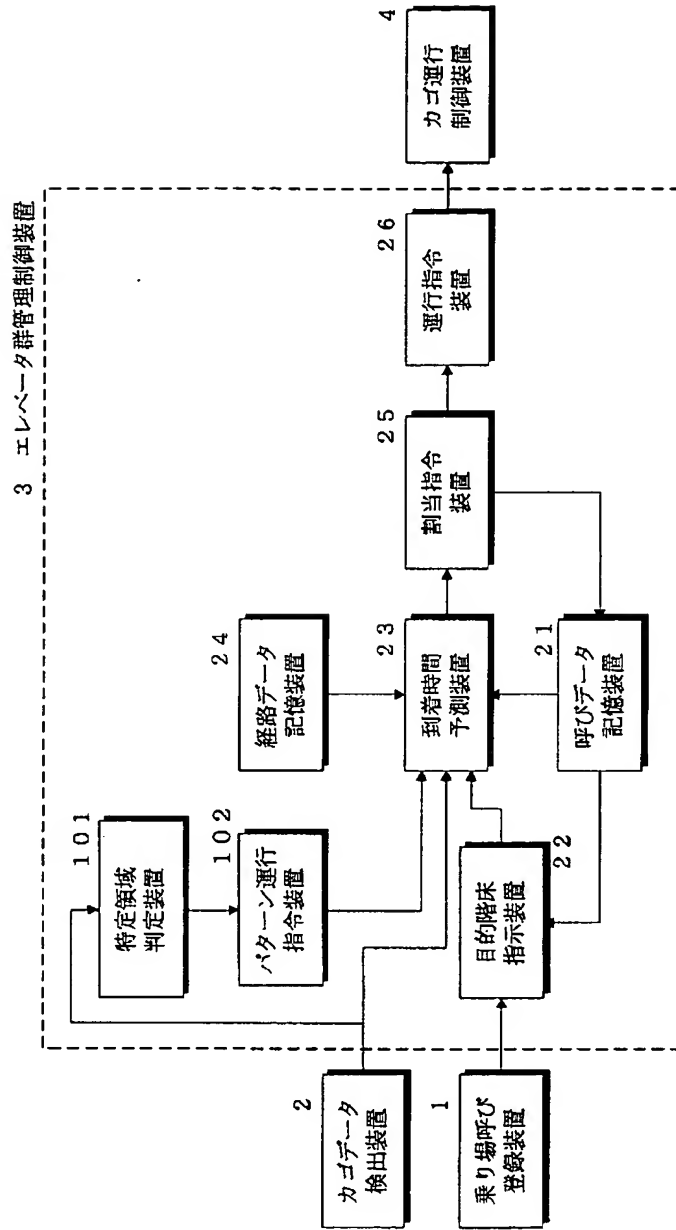 3 エレベータ群管理制御装置
101
特定領域
判定装置
102
パターン運行
指令装置
24
経路データ
記憶装置
2
カゴデータ
検出装置
23
到着時間
予測装置
25
割当指令
装置
26
運行指令
装置
4
カゴ運行
制御装置
1
乗り場呼び
登録装置
目的階床
指示装置
22
21
呼びデータ
記憶装置